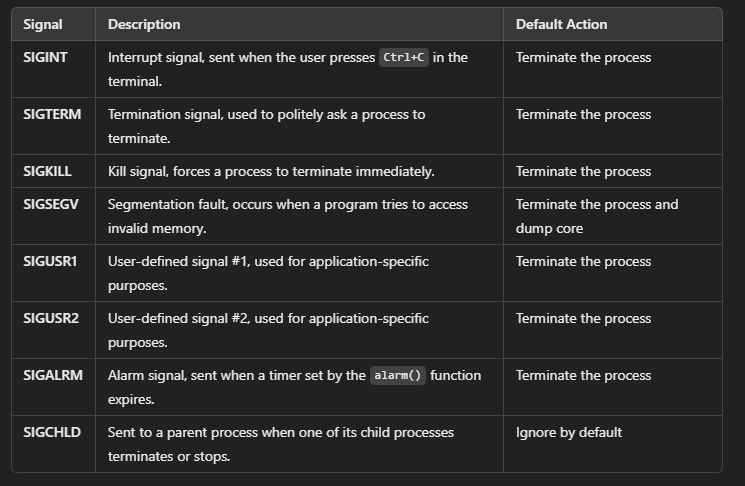 Signal Description Default Action
SIGINT Interrupt signal, sent when the user presses Ctrl+C in the Terminate the process
terminal.
SIGTERM Termination signal, used to politely ask a process to Terminate the process
terminate.
SIGKILL Kill signal, forces a process to terminate immediately. Terminate the process
SIGSEGV Segmentation fault, occurs when a program tries to access Terminate the process and
invalid memory. dump core
SIGUSR1 User-defined signal #1, used for application-specific Terminate the process
purposes.
SIGUSR2 User-defined signal #2, used for application-specific Terminate the process
purposes.
SIGALRM Alarm signal, sent when a timer set by the alarm() function Terminate the process
expires.
SIGCHLD Sent to a parent process when one of its child processes Ignore by default
terminates or stops.